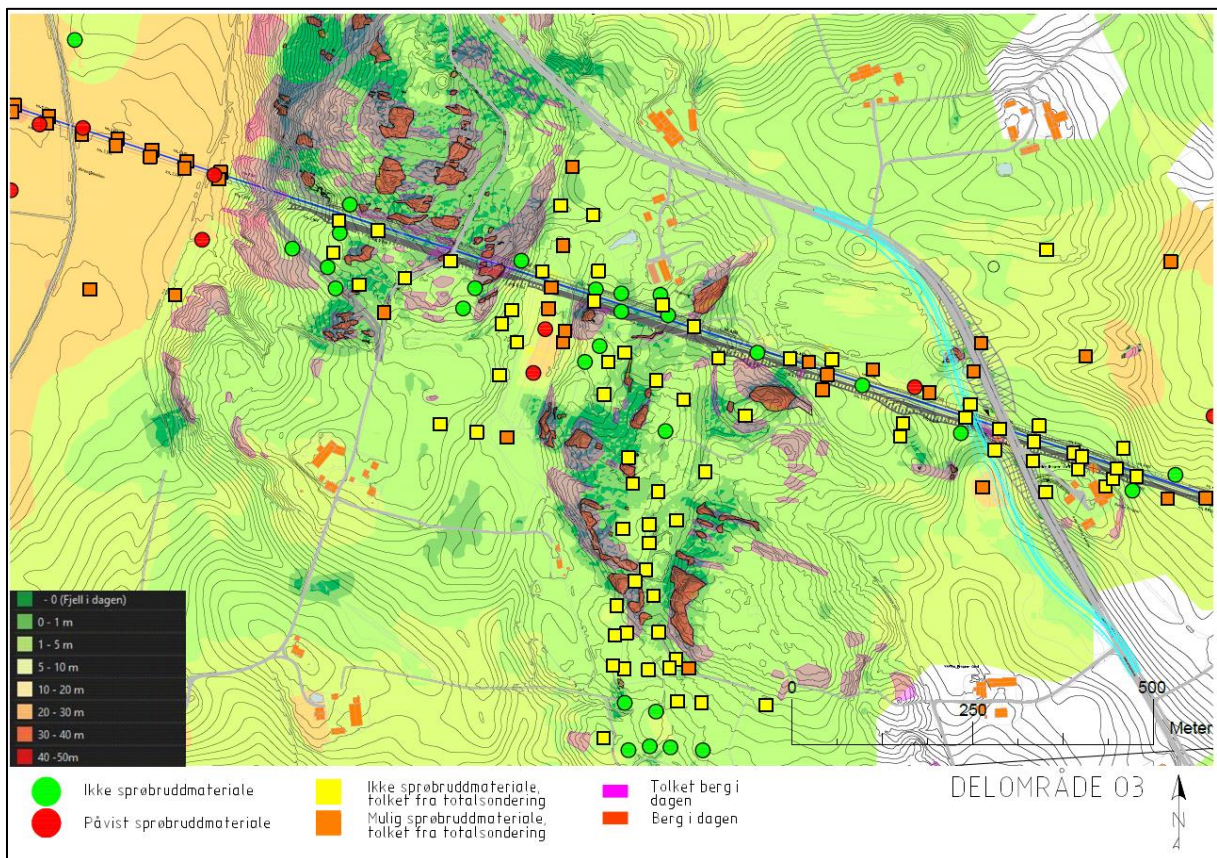 - 0 (Fjell i dagen)
0 - 1 m
1 - 5 m
5 - 10 m
10 - 20 m
20 - 30 m
30 - 40 m
40 -50m
0
500
250
Meter
Ikke sprøbruddmateriale
Påvist sprøbruddmateriale
Ikke sprøbruddmateriale,
tolket fra totalsondering
Mulig sprøbruddmateriale,
tolket fra totalsondering
Tolket berg i
dagen
Berg i dagen
DELOMRÅDE 03
N